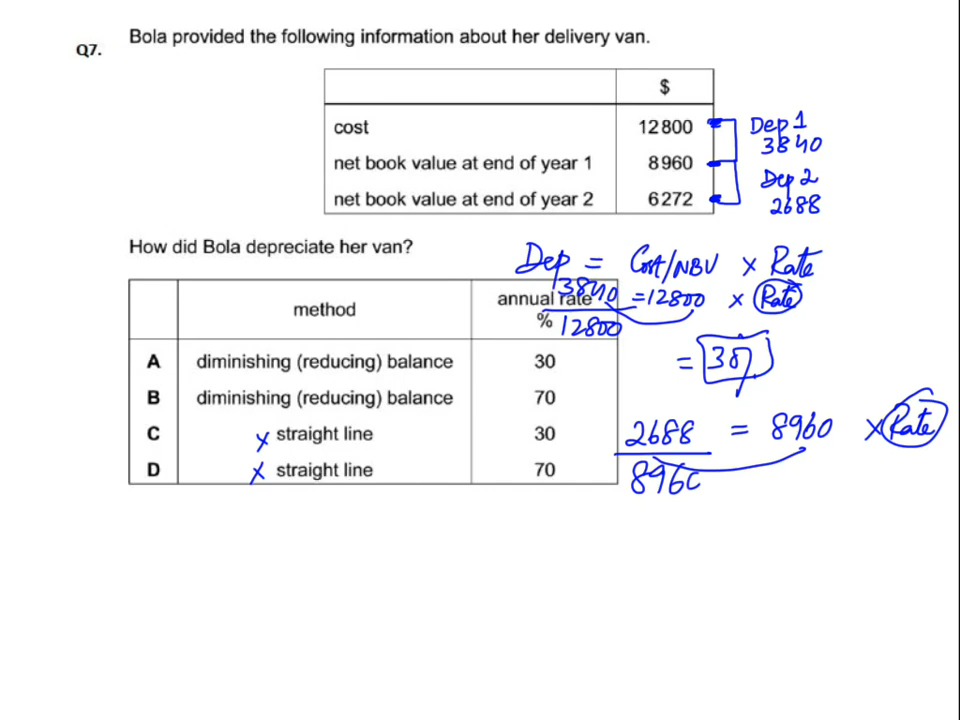 Q7. Bola provided the following information about her delivery van.
$
cost 12800
net book value at end of year 1 8960
net book value at end of year 2 6272
Dep 1
3840
Dep 2
2688
How did Bola depreciate her van?
Dep = Cost/NBV × Rate
3840 = 12800 × Rate
12800
method annual rate %
= 30%
A diminishing (reducing) balance 30
B diminishing (reducing) balance 70
C x straight line 30
D x straight line 70
2688 = 8960 × Rate
8960